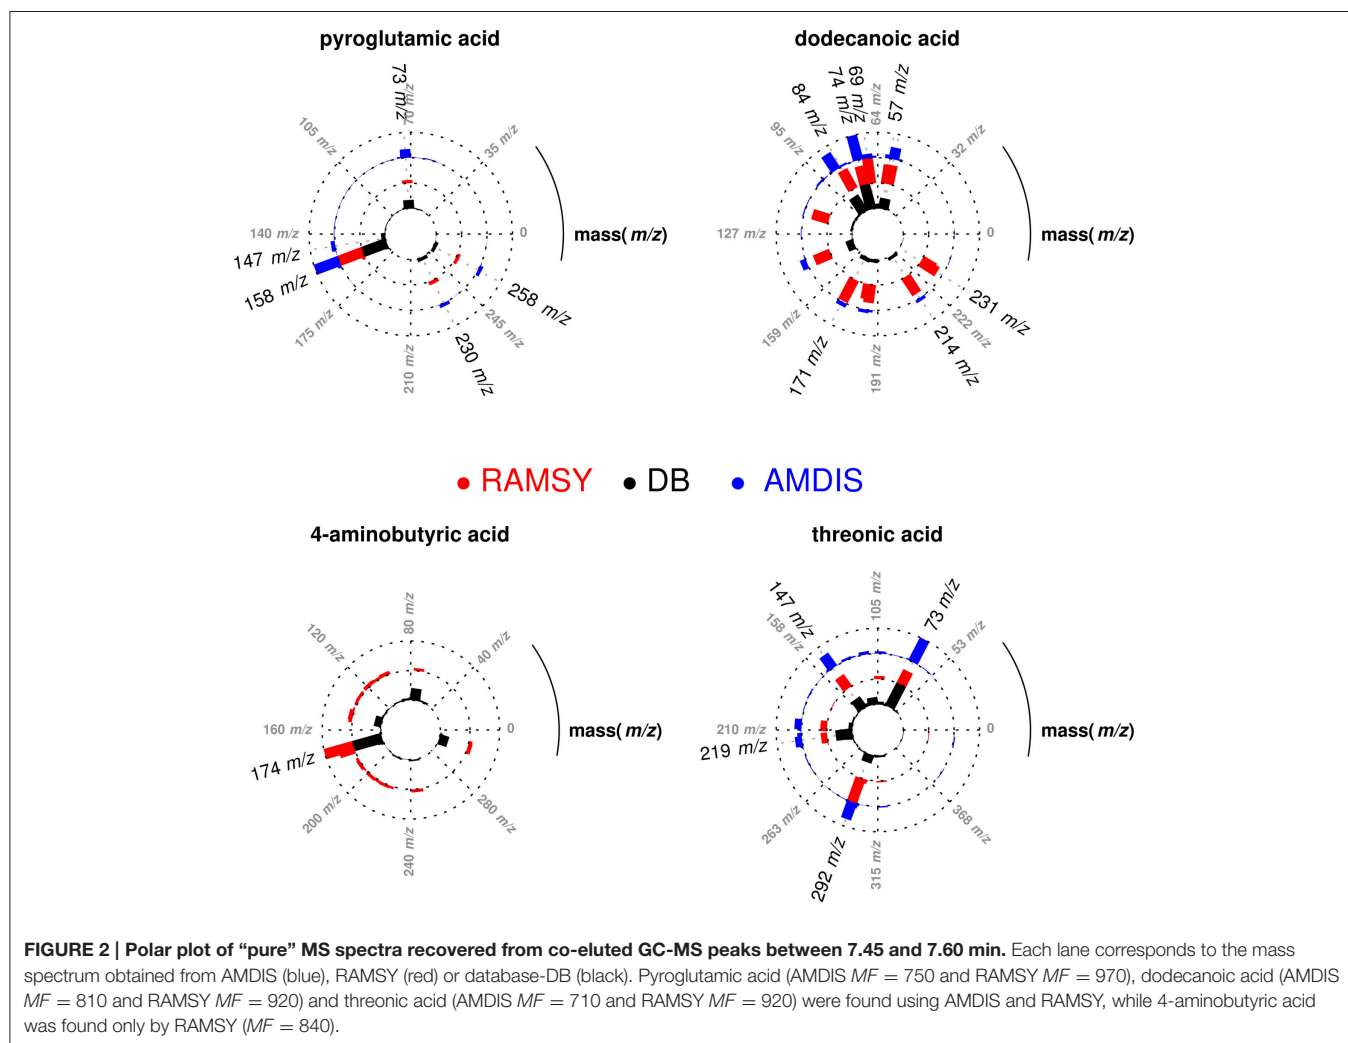 pyroglutamic acid
73 m/z
70 m/z
105 m/z
35 m/z
140 m/z
0
mass(m/z)
147 m/z
158 m/z
175 m/z
210 m/z
230 m/z
245 m/z
258 m/z
dodecanoic acid
84 m/z
74 m/z
69 m/z
64 m/z
57 m/z
95 m/z
32 m/z
127 m/z
0
mass(m/z)
159 m/z
171 m/z
191 m/z
214 m/z
222 m/z
231 m/z
RAMSY
DB
AMDIS
4-aminobutyric acid
80 m/z
120 m/z
40 m/z
160 m/z
0
mass(m/z)
174 m/z
200 m/z
240 m/z
280 m/z
threonic acid
147 m/z
158 m/z
105 m/z
73 m/z
53 m/z
210 m/z
0
mass(m/z)
219 m/z
263 m/z
292 m/z
315 m/z
368 m/z
FIGURE 2 | Polar plot of “pure” MS spectra recovered from co-eluted GC-MS peaks between 7.45 and 7.60 min. Each lane corresponds to the mass
spectrum obtained from AMDIS (blue), RAMSY (red) or database-DB (black). Pyroglutamic acid (AMDIS MF = 750 and RAMSY MF = 970), dodecanoic acid (AMDIS
MF = 810 and RAMSY MF = 920) and threonic acid (AMDIS MF = 710 and RAMSY MF = 920) were found using AMDIS and RAMSY, while 4-aminobutyric acid
was found only by RAMSY (MF = 840).